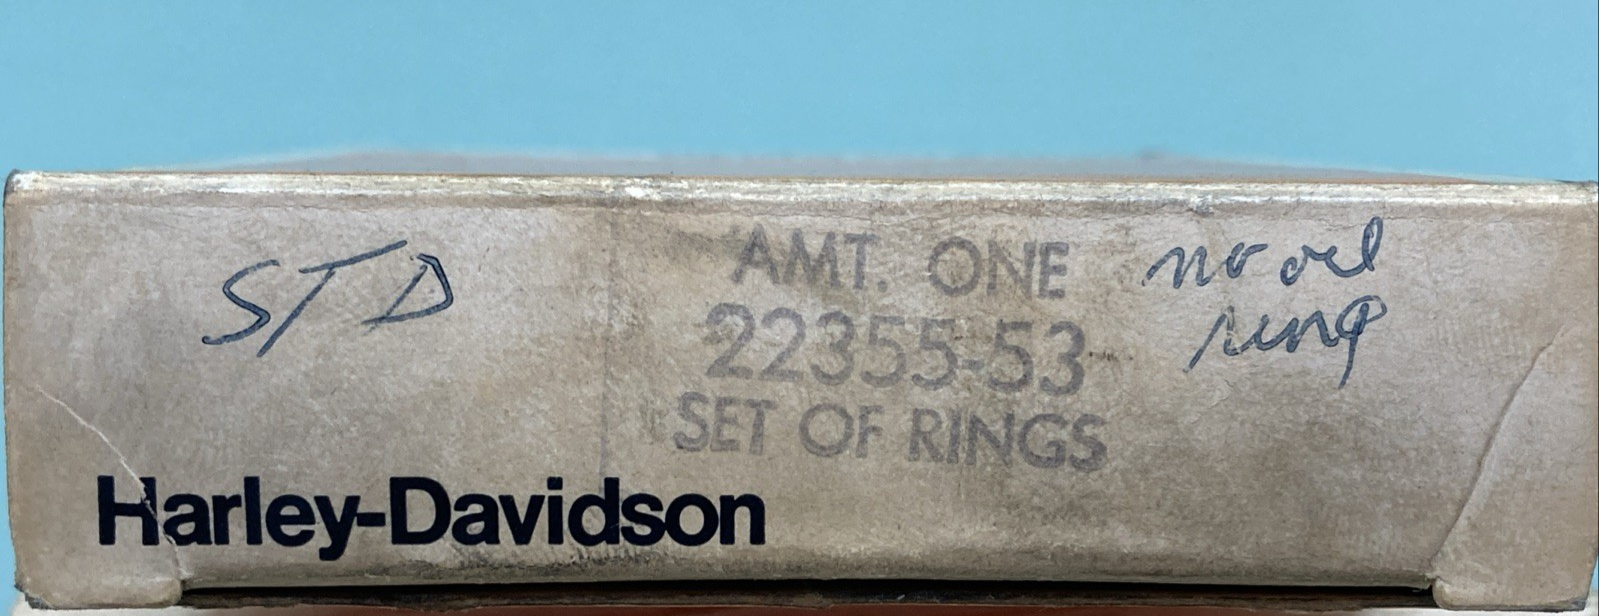 STD
AMT. ONE
22355-53
SET OF RINGS
no oil
ring
Harley-Davidson